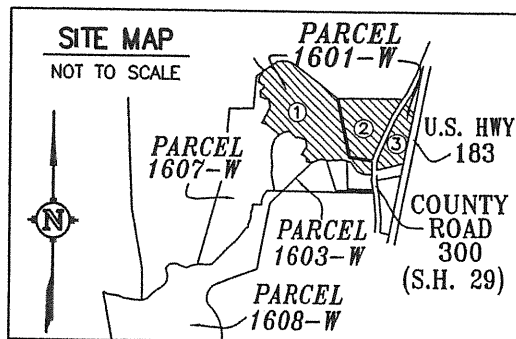 SITE MAP
NOT TO SCALE
PARCEL
1601-W
1
2
3
U.S. HWY
183
PARCEL
1607-W
N
COUNTY
ROAD
300
(S.H. 29)
PARCEL
1603-W
PARCEL
1608-W